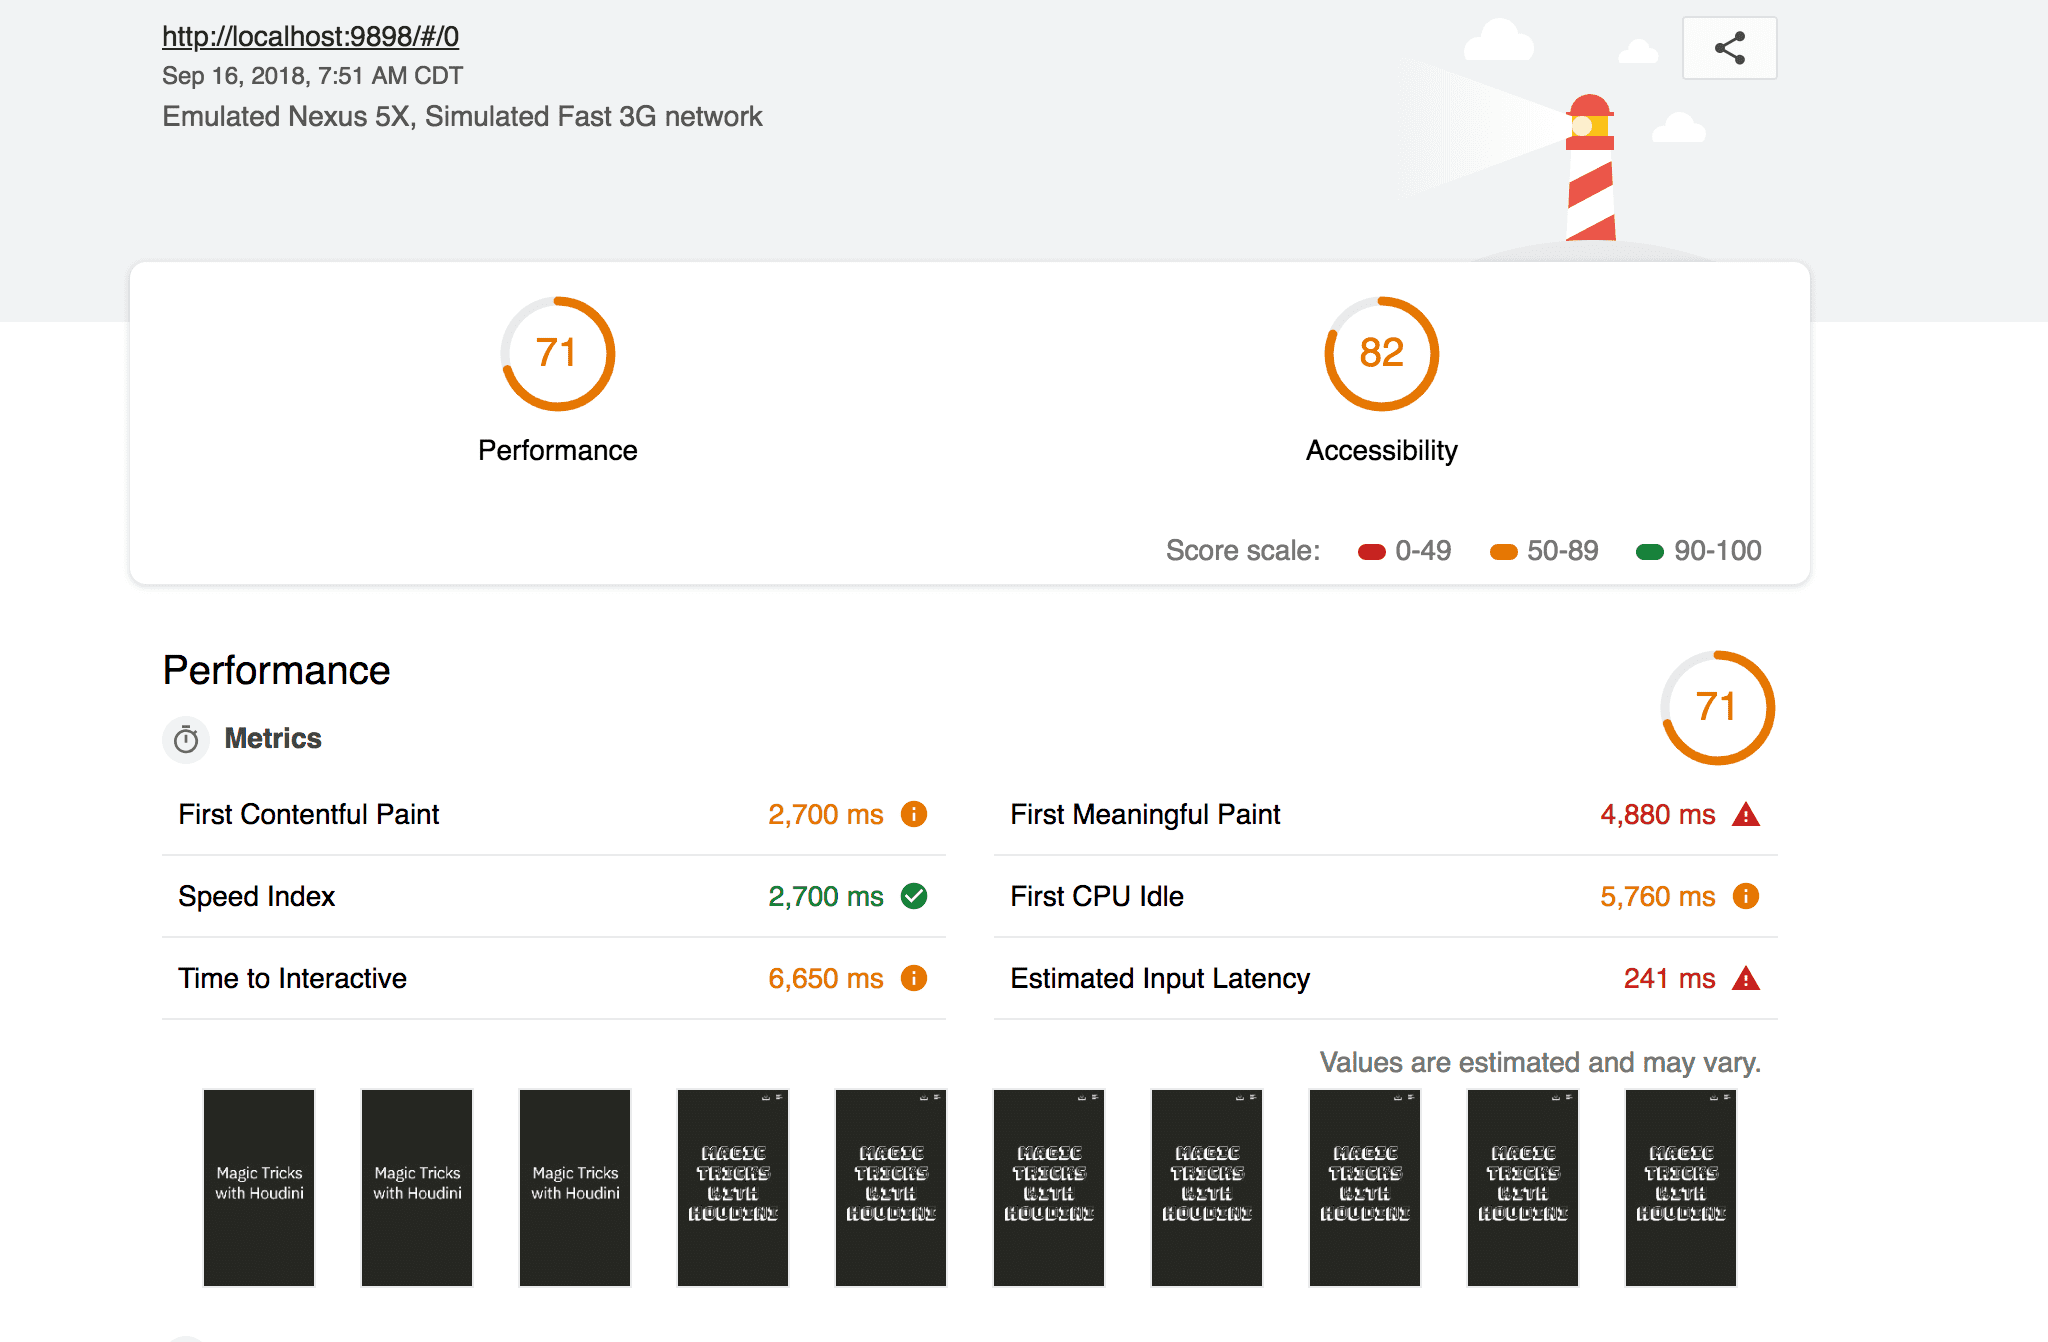 http://localhost:9898/#/0
Sep 16, 2018, 7:51 AM CDT
Emulated Nexus 5X, Simulated Fast 3G network
71
Performance
82
Accessibility
Score scale: 0-49 50-89 90-100
Performance
71
Metrics
First Contentful Paint 2,700 ms
First Meaningful Paint 4,880 ms
Speed Index 2,700 ms
First CPU Idle 5,760 ms
Time to Interactive 6,650 ms
Estimated Input Latency 241 ms
Values are estimated and may vary.
Magic Tricks
with Houdini
Magic Tricks
with Houdini
Magic Tricks
with Houdini
MAGIC
TRICKS
WITH
HOUDINI
MAGIC
TRICKS
WITH
HOUDINI
MAGIC
TRICKS
WITH
HOUDINI
MAGIC
TRICKS
WITH
HOUDINI
MAGIC
TRICKS
WITH
HOUDINI
MAGIC
TRICKS
WITH
HOUDINI
MAGIC
TRICKS
WITH
HOUDINI